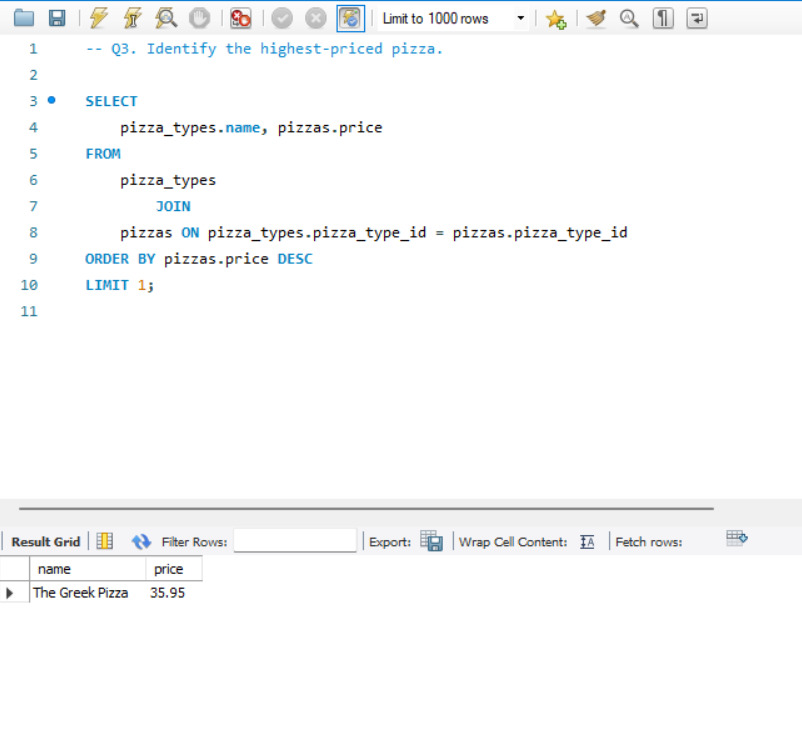 Limit to 1000 rows
1 -- Q3. Identify the highest-priced pizza.
2
3 SELECT
4 pizza_types.name, pizzas.price
5 FROM
6 pizza_types
7 JOIN
8 pizzas ON pizza_types.pizza_type_id = pizzas.pizza_type_id
9 ORDER BY pizzas.price DESC
10 LIMIT 1;
11
Result Grid Filter Rows: Export: Wrap Cell Content: IA Fetch rows:
name price
The Greek Pizza 35.95